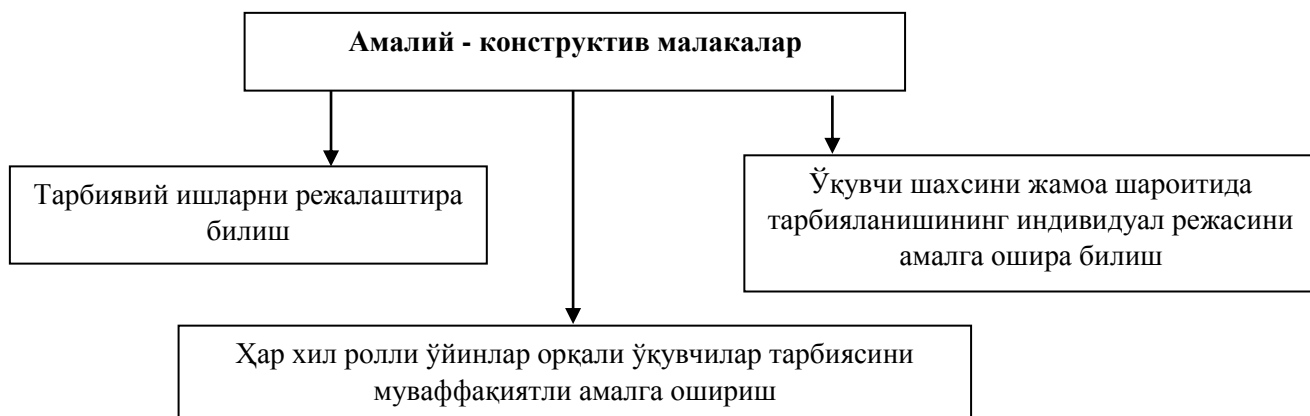 Амалий - конструктив малакалар
Тарбиявий ишларни режалаштира
билиш
Ўқувчи шахсини жамоа шароитида
тарбияланишининг индивидуал режасини
амалга ошира билиш
Ҳар хил ролли ўйинлар орқали ўқувчилар тарбиясини
муваффақиятли амалга ошириш